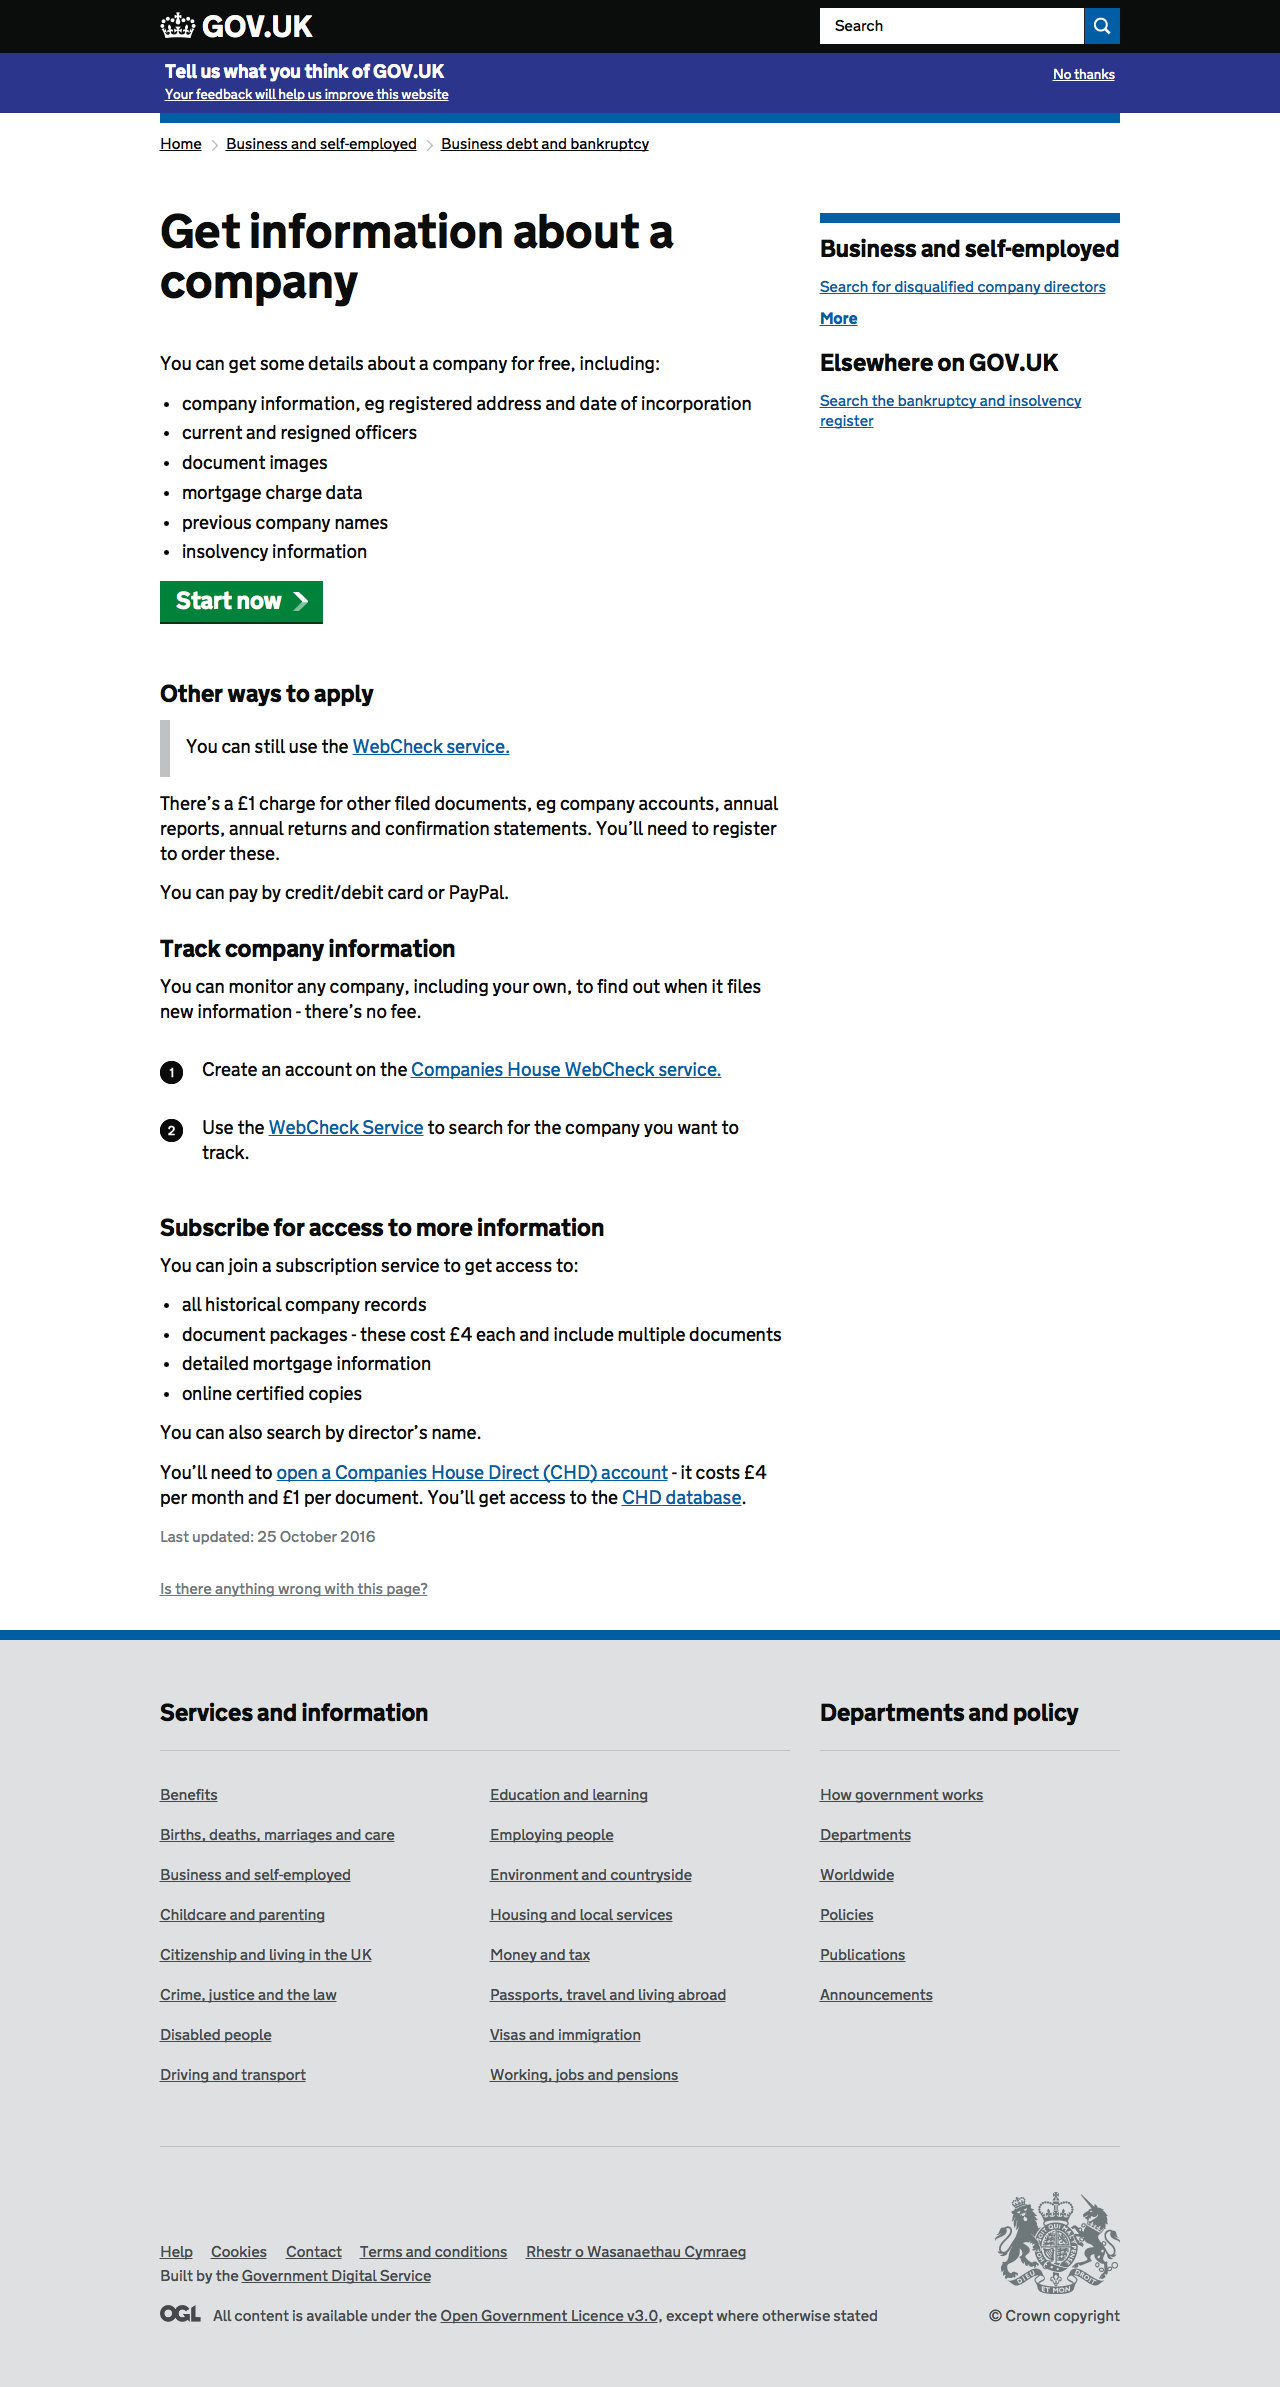 GOV.UK
Search
Tell us what you think of GOV.UK
No thanks
Your feedback will help us improve this website
Home
Business and self-employed
Business debt and bankruptcy
Get information about a
company
You can get some details about a company for free, including:
• company information, eg registered address and date of incorporation
• current and resigned officers
• document images
• mortgage charge data
• previous company names
• insolvency information
Start now
Other ways to apply
You can still use the WebCheck service.
There’s a £1 charge for other filed documents, eg company accounts, annual
reports, annual returns and confirmation statements. You’ll need to register
to order these.
You can pay by credit/debit card or PayPal.
Track company information
You can monitor any company, including your own, to find out when it files
new information - there’s no fee.
1 Create an account on the Companies House WebCheck service.
2 Use the WebCheck Service to search for the company you want to
track.
Subscribe for access to more information
You can join a subscription service to get access to:
• all historical company records
• document packages - these cost £4 each and include multiple documents
• detailed mortgage information
• online certified copies
You can also search by director’s name.
You’ll need to open a Companies House Direct (CHD) account - it costs £4
per month and £1 per document. You’ll get access to the CHD database.
Last updated: 25 October 2016
Is there anything wrong with this page?
Business and self-employed
Search for disqualified company directors
More
Elsewhere on GOV.UK
Search the bankruptcy and insolvency
register
Services and information
Benefits
Births, deaths, marriages and care
Business and self-employed
Childcare and parenting
Citizenship and living in the UK
Crime, justice and the law
Disabled people
Driving and transport
Education and learning
Employing people
Environment and countryside
Housing and local services
Money and tax
Passports, travel and living abroad
Visas and immigration
Working, jobs and pensions
Departments and policy
How government works
Departments
Worldwide
Policies
Publications
Announcements
Help Cookies Contact Terms and conditions Rhestr o Wasanaethau Cymraeg
Built by the Government Digital Service
OGL All content is available under the Open Government Licence v3.0, except where otherwise stated
DIEU ET MON DROIT
© Crown copyright